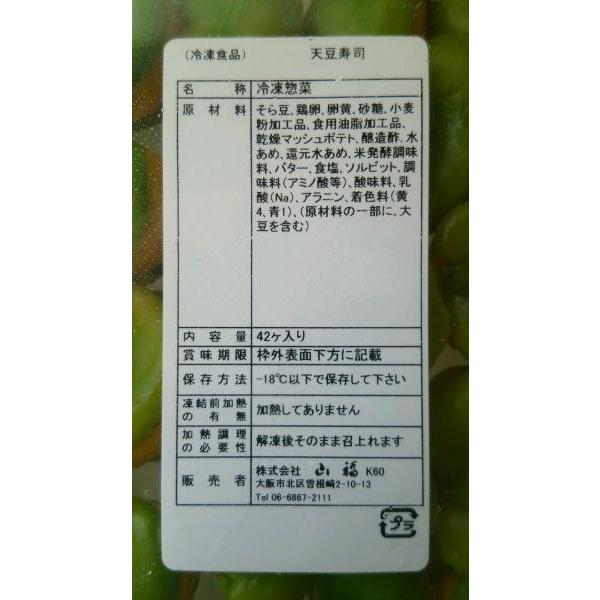 （冷凍食品） 天豆寿司
名称 冷凍惣菜
原材料 そら豆、鶏卵、卵黄、砂糖、小麦
粉加工品、食用油脂加工品、
乾燥マッシュポテト、醸造酢、水
あめ、還元水あめ、米発酵調味
料、バター、食塩、ソルビット、調
味料（アミノ酸等）、酸味料、乳
酸（Na）、アラニン、着色料（黄
4、青1）、（原材料の一部に、大
豆を含む）
内容量 42ヶ入り
賞味期限 枠外表面下方に記載
保存方法 -18℃以下で保存して下さい
凍結前加熱
の有無 加熱してありません
加熱調理
の必要性 解凍後そのまま召上れます
販売者 株式会社 山福 K60
大阪市北区曽根崎2-10-13
Tel 06-6867-2111
プラ